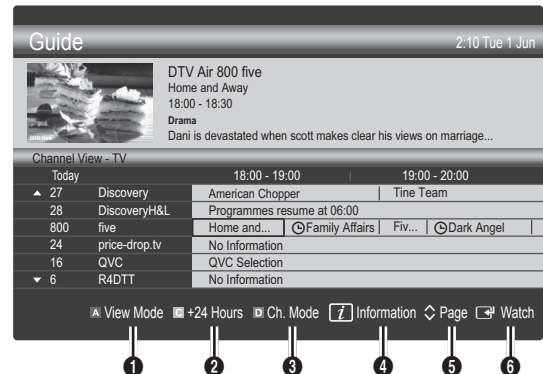 Guide 2:10 Tue 1 Jun
DTV Air 800 five
Home and Away
18:00 - 18:30
Drama
Dani is devastated when scott makes clear his views on marriage...
Channel View - TV
Today 18:00 - 19:00 19:00 - 20:00
▲ 27 Discovery American Chopper Tine Team
28 DiscoveryH&L Programmes resume at 06:00
800 five Home and... Family Affairs Fiv... Dark Angel
24 price-drop.tv No Information
16 QVC QVC Selection
▼ 6 R4DTT No Information
A View Mode C +24 Hours D Ch. Mode i Information Page Watch
1 2 3 4 5 6